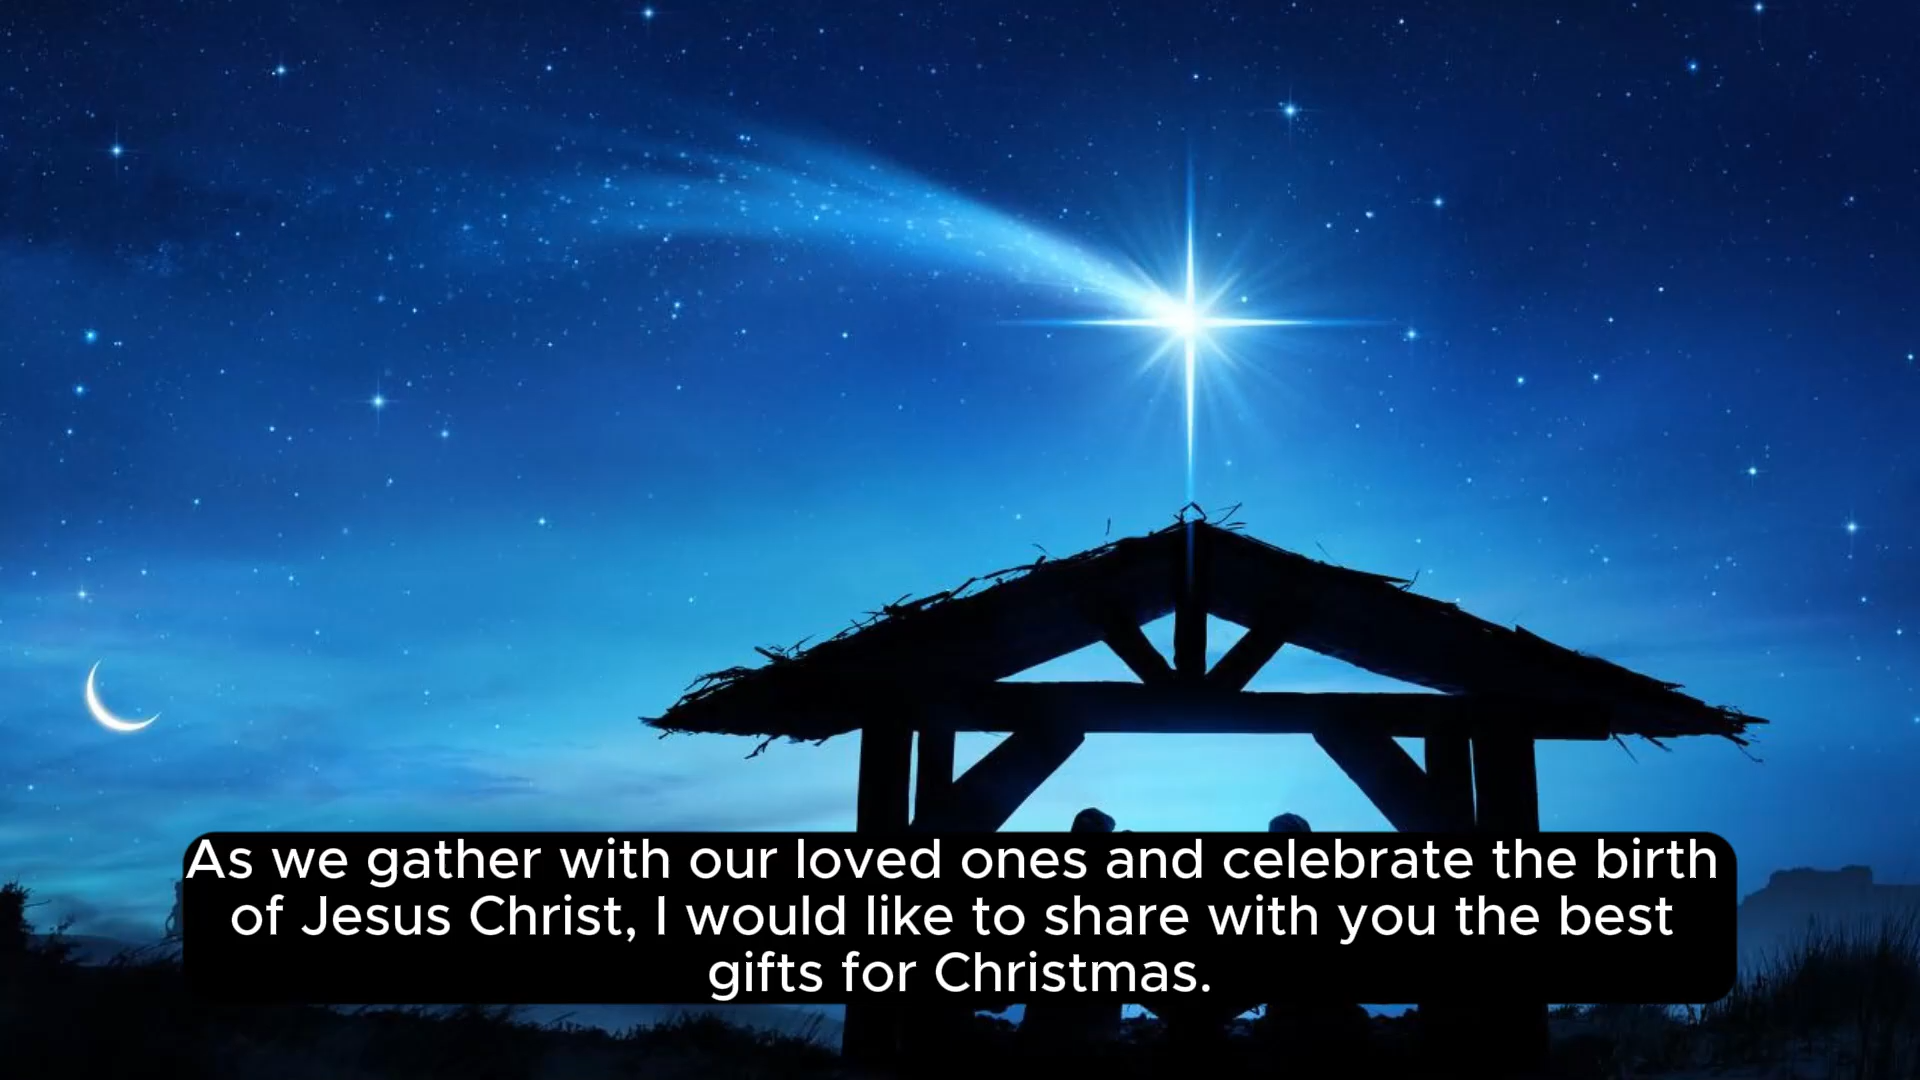 As we gather with our loved ones and celebrate the birth
of Jesus Christ, I would like to share with you the best
gifts for Christmas.